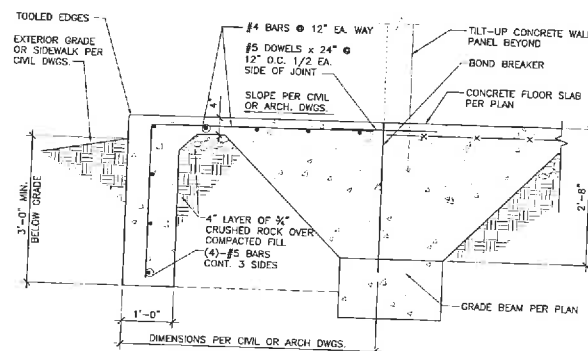 TOOLED EDGES
EXTERIOR GRADE
OR SIDEWALK PER
CIVIL DWGS.
#4 BARS @ 12" EA. WAY
#5 DOWELS x 24" @
12" O.C. 1/2 EA.
SIDE OF JOINT
SLOPE PER CIVIL
OR ARCH. DWGS.
TILT-UP CONCRETE WALL
PANEL BEYOND
BOND BREAKER
CONCRETE FLOOR SLAB
PER PLAN
4"
3'-0" MIN.
BELOW GRADE
2'-8"
4" LAYER OF ¾"
CRUSHED ROCK OVER
COMPACTED FILL
(4)-#5 BARS
CONT. 3 SIDES
GRADE BEAM PER PLAN
1'-0"
DIMENSIONS PER CIVIL OR ARCH DWGS.